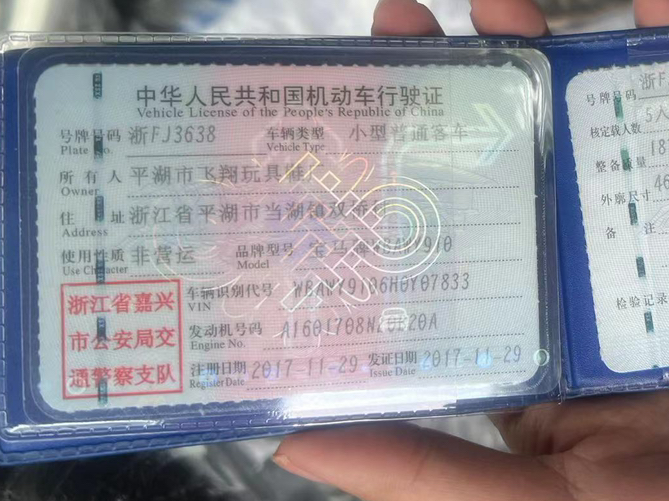 中华人民共和国机动车行驶证
Vehicle License of the People's Republic of China
号牌号码 浙FJ3638 车辆类型 小型普通客车
Plate No. Vehicle Type
所有人 平湖市飞翔玩具
Owner
住址 浙江省平湖市当湖镇双
Address
使用性质 非营运 品牌型号 宝马牌
Use Character Model
浙江省嘉兴
市公安局交
通警察支队
车辆识别代号
VIN
发动机号码
Engine No.
注册日期 2017-11-29 发证日期 2017-11-29
Register Date Issue Date
号牌号码 浙F
核定载人数 5人
整备质量 18
外廓尺寸 46
备注
检验记录